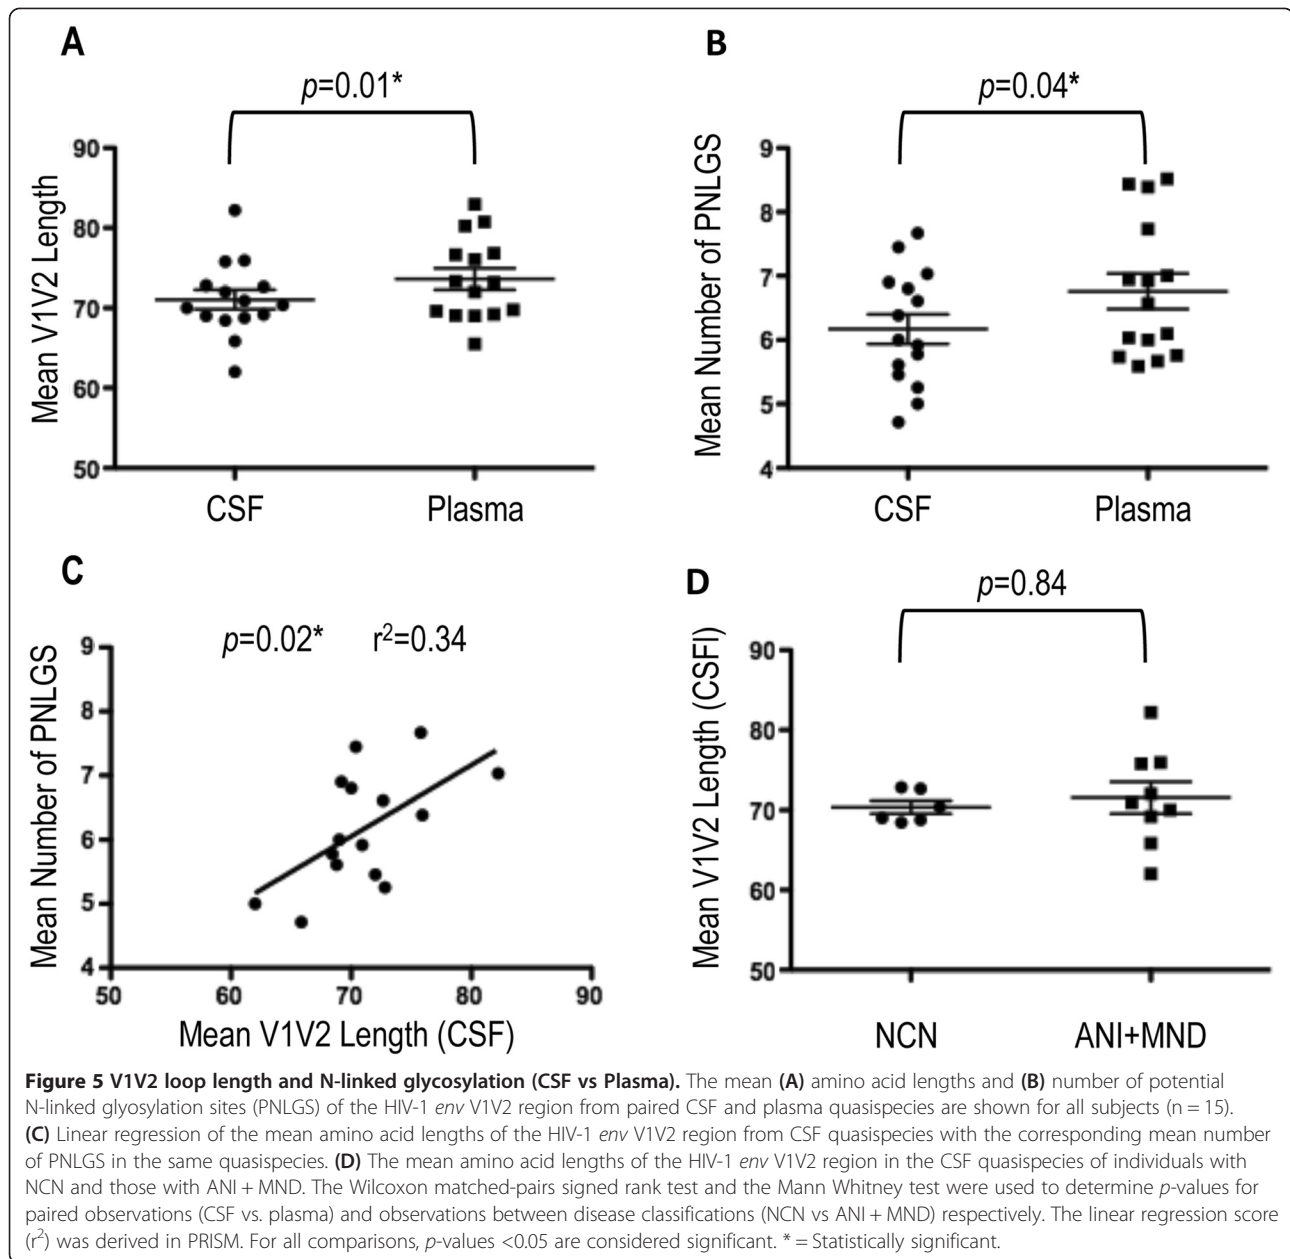 A
p=0.01*
Mean V1V2 Length
90
80
70
60
50
CSF
Plasma
B
p=0.04*
Mean Number of PNLGS
9
8
7
6
5
4
CSF
Plasma
C
p=0.02*
r²=0.34
Mean Number of PNLGS
9
8
7
6
5
4
50
60
70
80
90
Mean V1V2 Length (CSF)
D
p=0.84
Mean V1V2 Length (CSFl)
90
80
70
60
50
NCN
ANI+MND
Figure 5 V1V2 loop length and N-linked glycosylation (CSF vs Plasma). The mean (A) amino acid lengths and (B) number of potential
N-linked glyosylation sites (PNLGS) of the HIV-1 env V1V2 region from paired CSF and plasma quasispecies are shown for all subjects (n = 15).
(C) Linear regression of the mean amino acid lengths of the HIV-1 env V1V2 region from CSF quasispecies with the corresponding mean number
of PNLGS in the same quasispecies. (D) The mean amino acid lengths of the HIV-1 env V1V2 region in the CSF quasispecies of individuals with
NCN and those with ANI + MND. The Wilcoxon matched-pairs signed rank test and the Mann Whitney test were used to determine p-values for
paired observations (CSF vs. plasma) and observations between disease classifications (NCN vs ANI + MND) respectively. The linear regression score
(r²) was derived in PRISM. For all comparisons, p-values <0.05 are considered significant. * = Statistically significant.